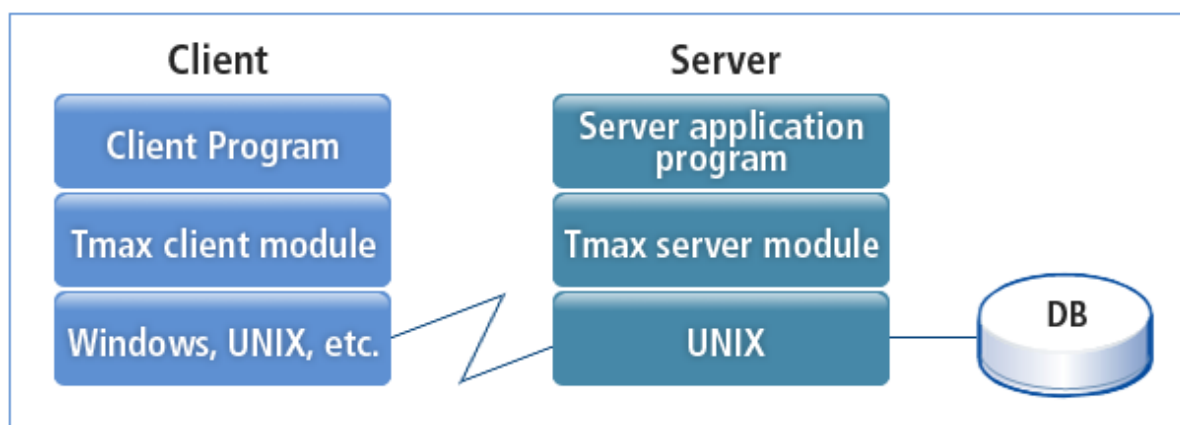 Client
Server
Client Program
Server application
program
Tmax client module
Tmax server module
Windows, UNIX, etc.
UNIX
DB